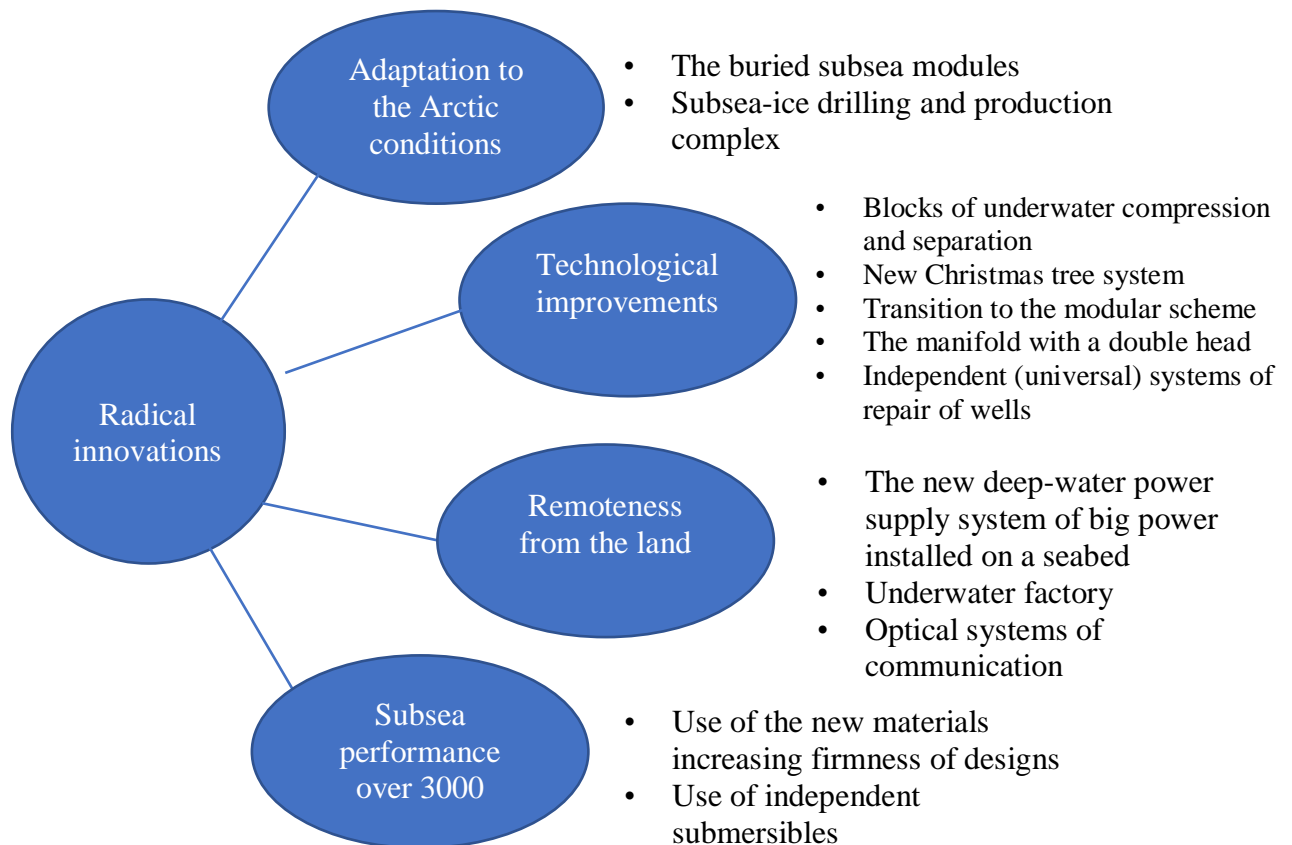 Radical
innovations
Adaptation to
the Arctic
conditions
• The buried subsea modules
• Subsea-ice drilling and production
complex
Technological
improvements
• Blocks of underwater compression
and separation
• New Christmas tree system
• Transition to the modular scheme
• The manifold with a double head
• Independent (universal) systems of
repair of wells
Remoteness
from the land
• The new deep-water power
supply system of big power
installed on a seabed
• Underwater factory
• Optical systems of
communication
Subsea
performance
over 3000
• Use of the new materials
increasing firmness of designs
• Use of independent
submersibles